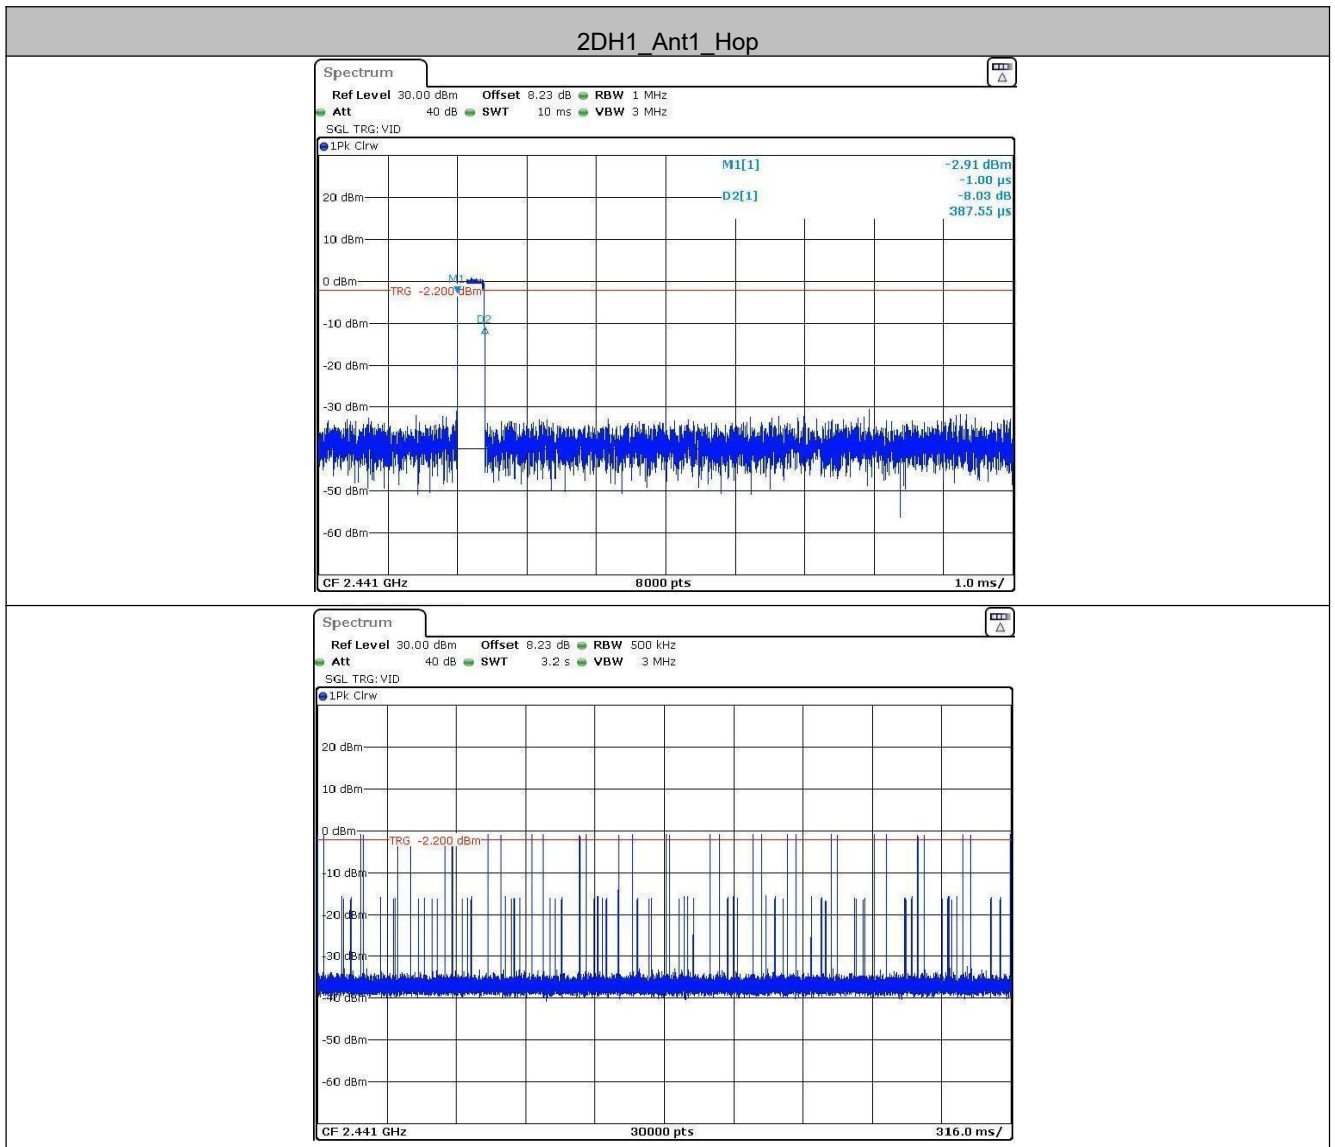 2DH1_Ant1_Hop
Spectrum
Ref Level 30.00 dBm Offset 8.23 dB RBW 1 MHz
Att 40 dB SWT 10 ms VBW 3 MHz
SGL TRG: VID
1Pk Clrw
M1[1] -2.91 dBm
-1.00 µs
D2[1] -8.03 dB
387.55 µs
20 dBm
10 dBm
0 dBm
M1
TRG -2.200 dBm
-10 dBm
D2
-20 dBm
-30 dBm
-50 dBm
-60 dBm
CF 2.441 GHz 8000 pts 1.0 ms/
Spectrum
Ref Level 30.00 dBm Offset 8.23 dB RBW 500 kHz
Att 40 dB SWT 3.2 s VBW 3 MHz
SGL TRG: VID
1Pk Clrw
20 dBm
10 dBm
0 dBm
TRG -2.200 dBm
-10 dBm
-20 dBm
-30 dBm
-40 dBm
-50 dBm
-60 dBm
CF 2.441 GHz 30000 pts 316.0 ms/